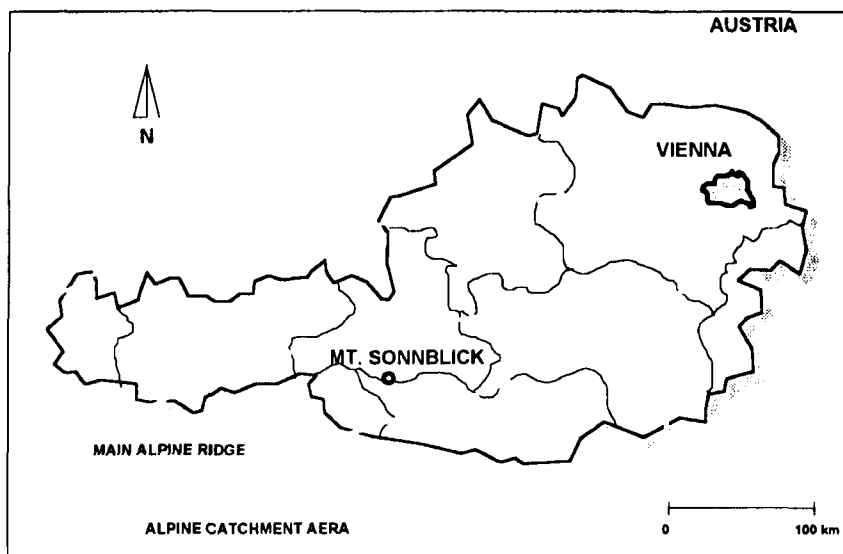 AUSTRIA
N
VIENNA
MT. SONNBLICK
MAIN ALPINE RIDGE
ALPINE CATCHMENT AERA
0 100 km